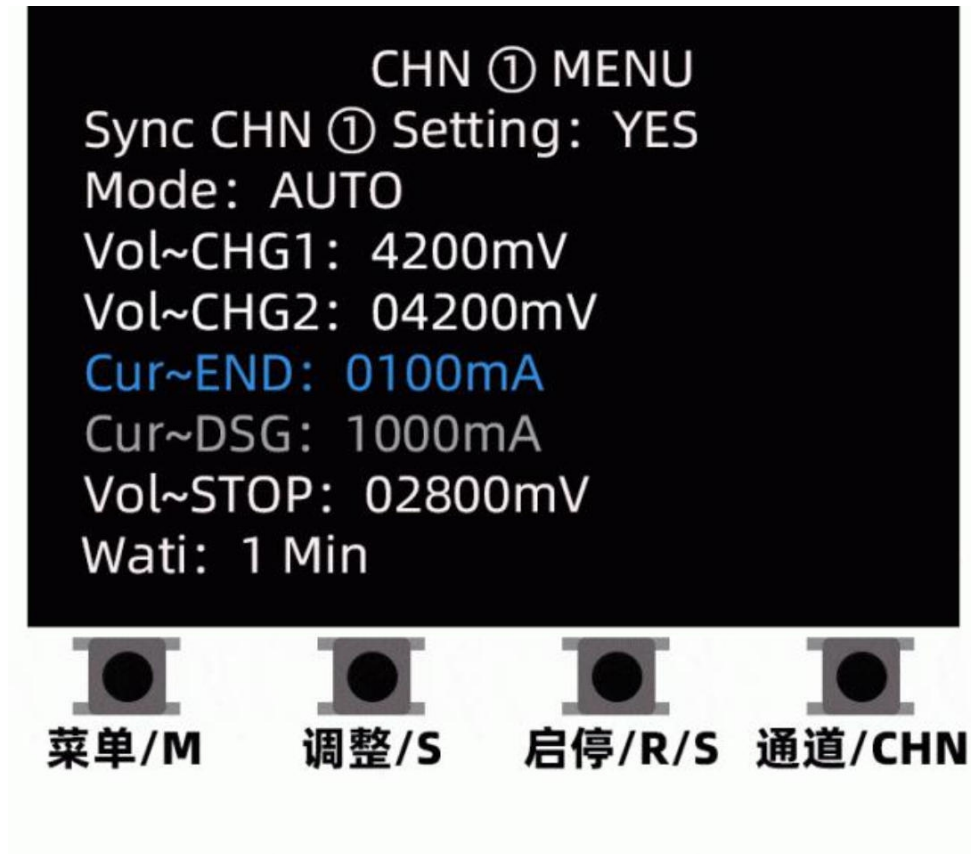 CHN ① MENU
Sync CHN ① Setting： YES
Mode： AUTO
Vol~CHG1： 4200mV
Vol~CHG2： 04200mV
Cur~END： 0100mA
Cur~DSG： 1000mA
Vol~STOP： 02800mV
Wati： 1 Min
菜单/M 调整/S 启停/R/S 通道/CHN